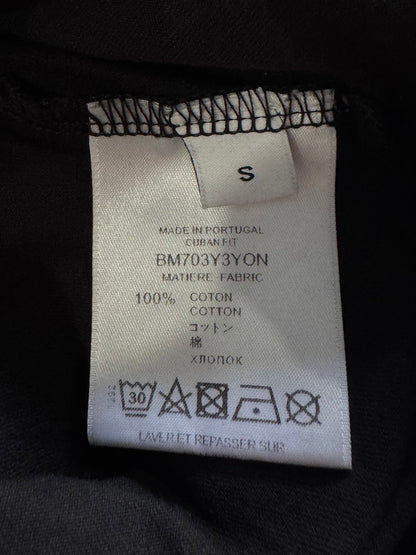 S
MADE IN PORTUGAL
CUBAN FIT
BM703Y3YON
MATIERE-FABRIC
100% COTON
COTTON
コットン
棉
ХЛОПОК
30
LAVER ET REPASSER SUR